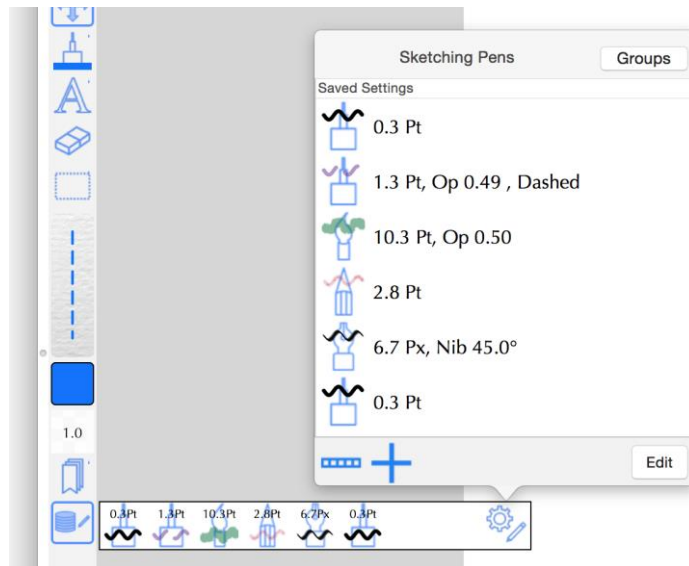 Sketching Pens
Groups
Saved Settings
0.3 Pt
1.3 Pt, Op 0.49 , Dashed
10.3 Pt, Op 0.50
2.8 Pt
6.7 Px, Nib 45.0°
0.3 Pt
Edit
A
1.0
0.3Pt 1.3Pt 10.3Pt 2.8Pt 6.7Px 0.3Pt